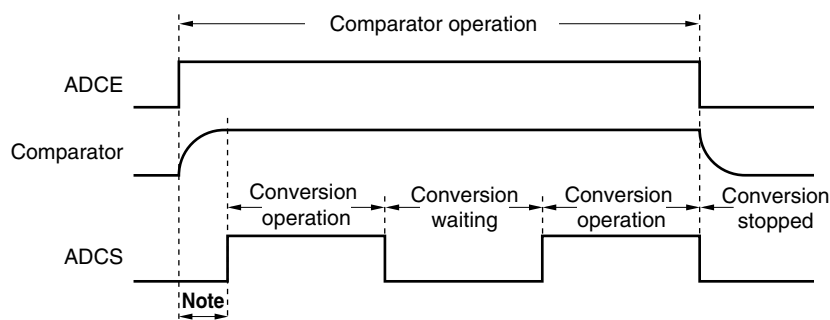 Comparator operation
ADCE
Comparator
Conversion
operation
Conversion
waiting
Conversion
operation
Conversion
stopped
ADCS
Note